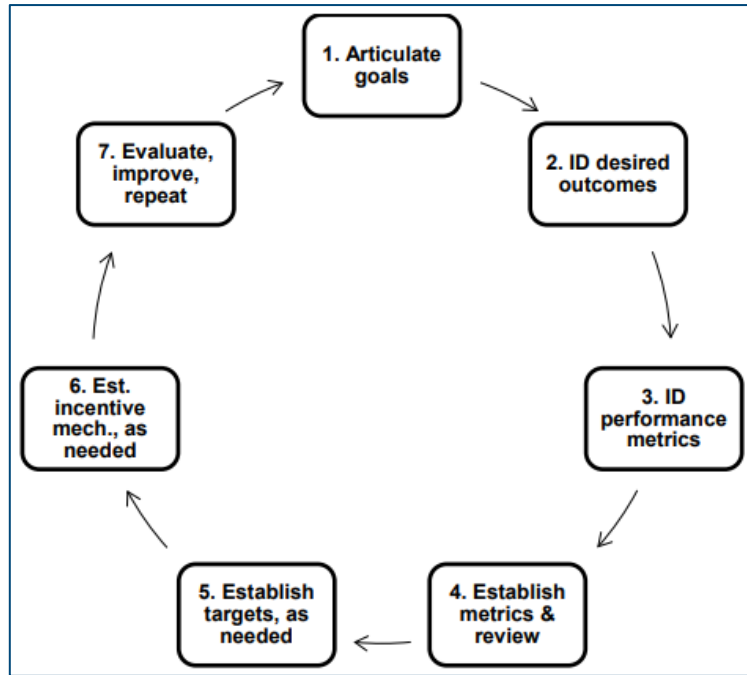 1. Articulate
goals
2. ID desired
outcomes
3. ID
performance
metrics
4. Establish
metrics &
review
5. Establish
targets, as
needed
6. Est.
incentive
mech., as
needed
7. Evaluate,
improve,
repeat